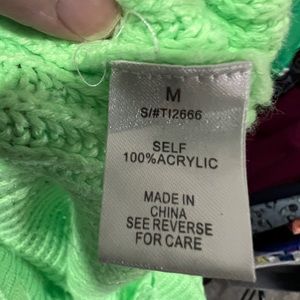 M
S/#TI2666
SELF
100%ACRYLIC
MADE IN
CHINA
SEE REVERSE
FOR CARE